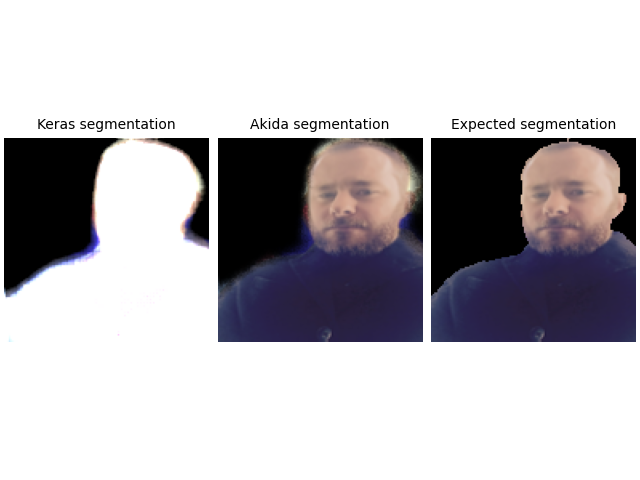 Keras segmentation
Akida segmentation
Expected segmentation